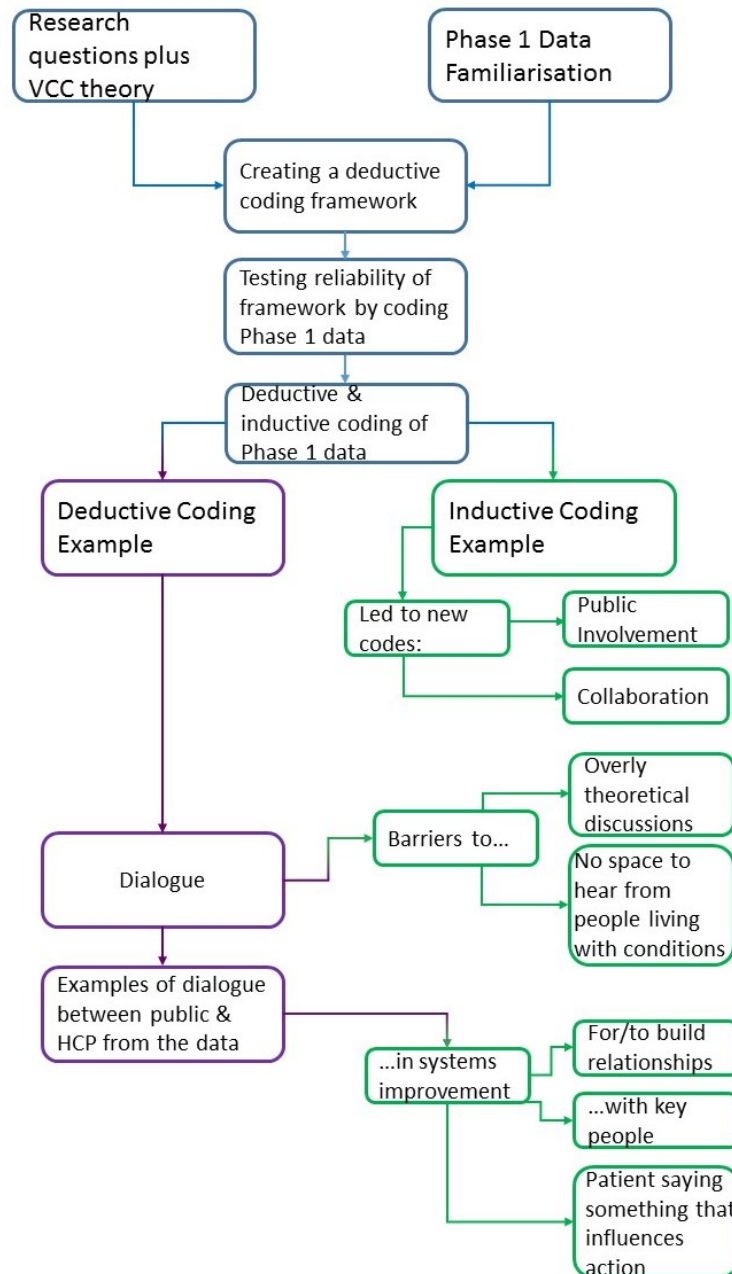 Research
questions plus
VCC theory
Phase 1 Data
Familiarisation
Creating a deductive
coding framework
Testing reliability of
framework by coding
Phase 1 data
Deductive &
inductive coding of
Phase 1 data
Deductive Coding
Example
Inductive Coding
Example
Led to new
codes:
Public
Involvement
Collaboration
Overly
theoretical
discussions
Barriers to...
No space to
hear from
people living
with conditions
Dialogue
Examples of dialogue
between public &
HCP from the data
...in systems
improvement
For/to build
relationships
...with key
people
Patient saying
something that
influences
action